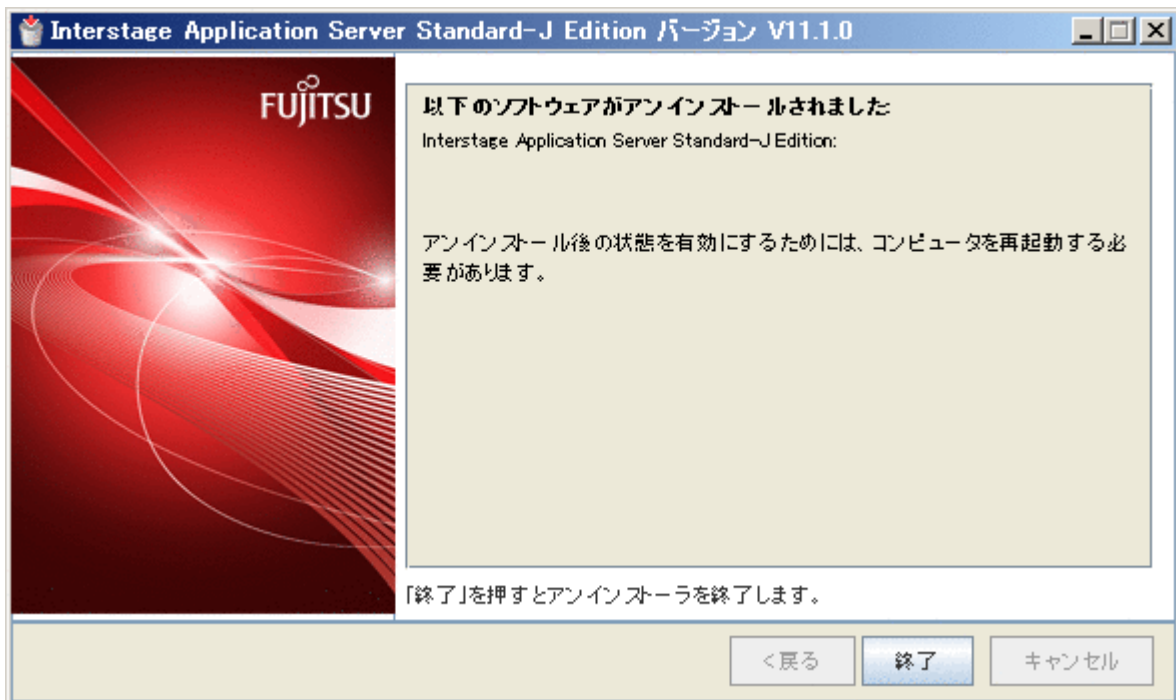 Interstage Application Server Standard-J Edition バージョン V11.1.0
FUJITSU
以下のソフトウェアがアンインストールされました:
Interstage Application Server Standard-J Edition:
アンインストール後の状態を有効にするためには、コンピュータを再起動する必
要があります。
「終了」を押すとアンインストーラを終了します。
<戻る
終了
キャンセル